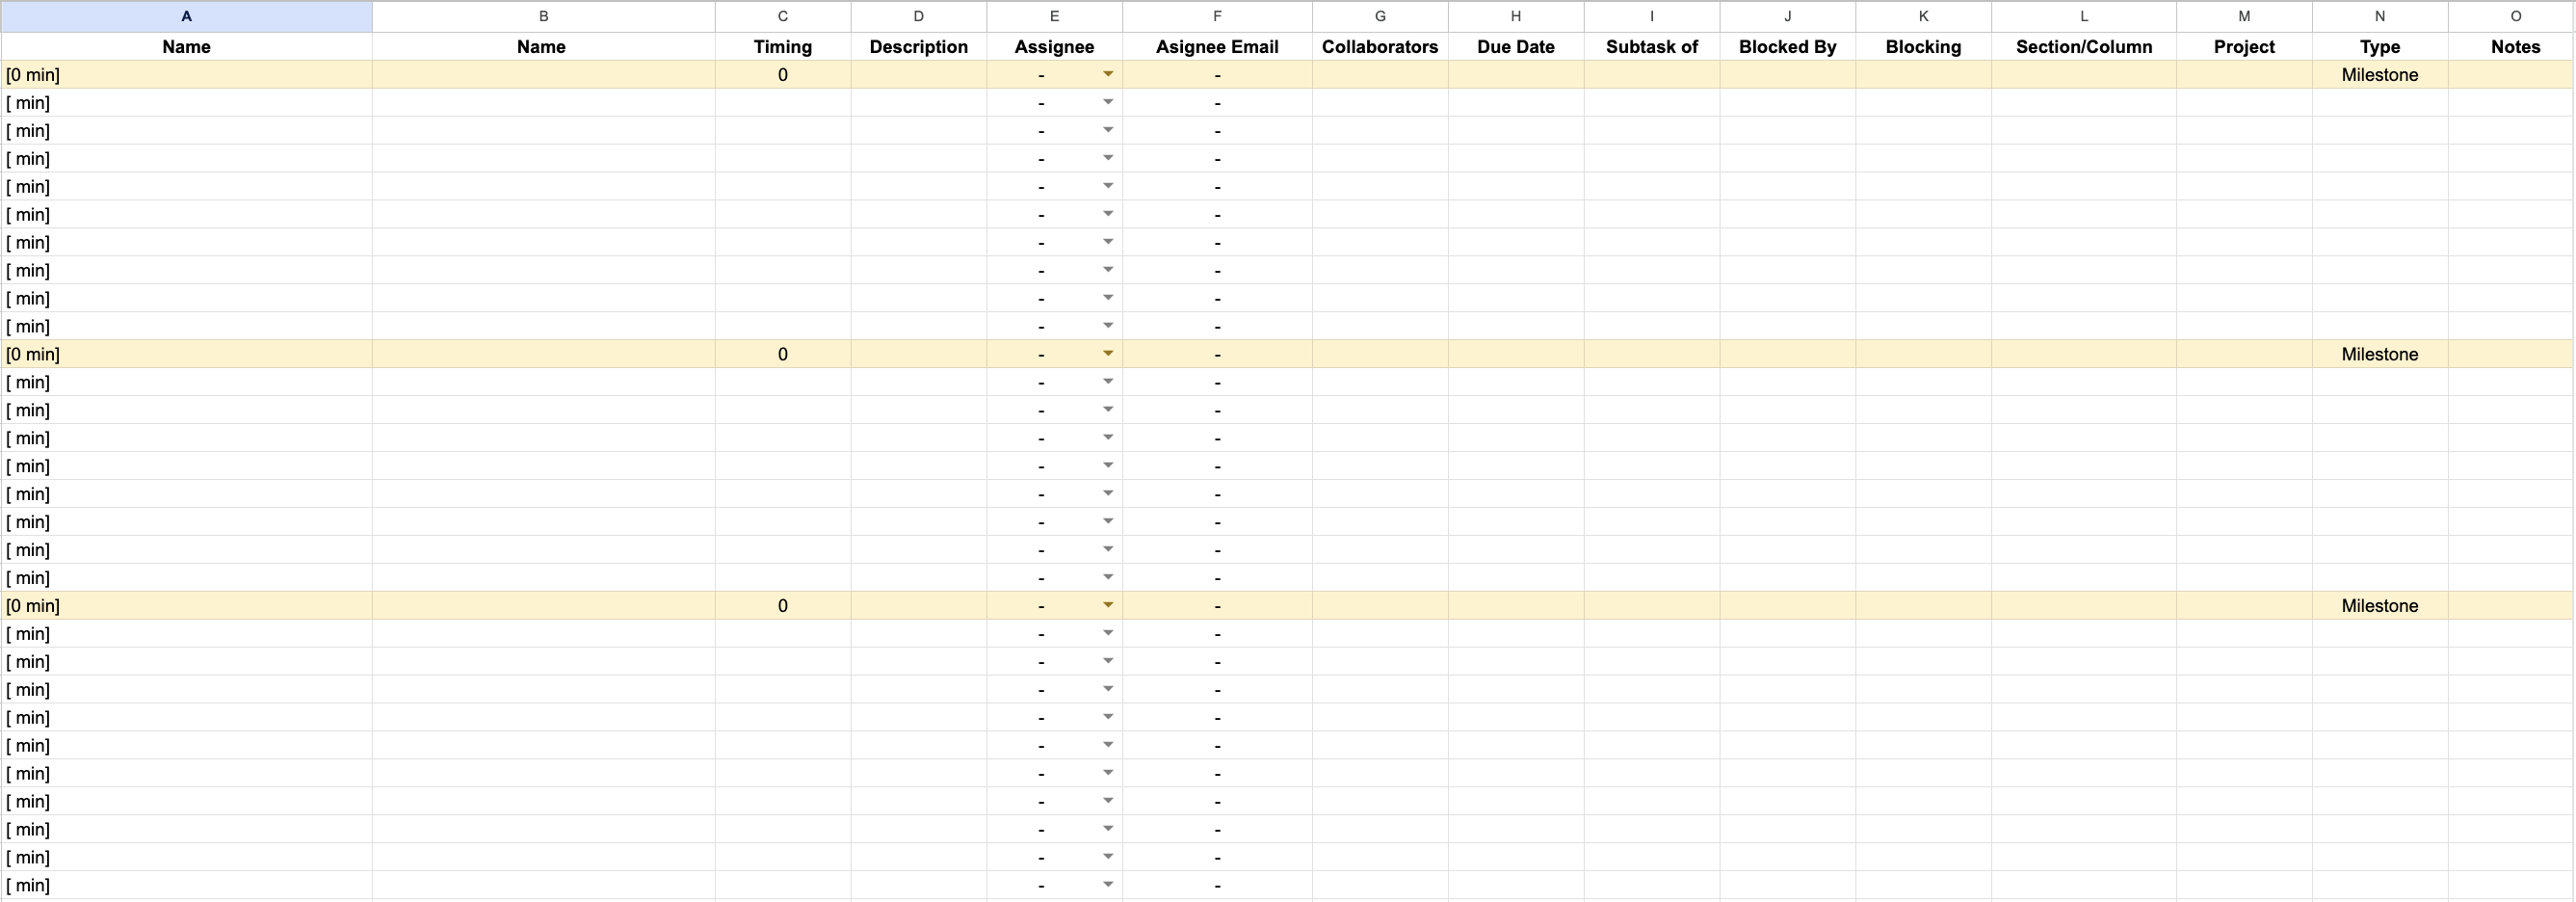 A B C D E F G H I J K L M N O
Name Name Timing Description Assignee Asignee Email Collaborators Due Date Subtask of Blocked By Blocking Section/Column Project Type Notes
[0 min] 0 - - Milestone
[ min] - -
[ min] - -
[ min] - -
[ min] - -
[ min] - -
[ min] - -
[ min] - -
[ min] - -
[ min] - -
[0 min] 0 - - Milestone
[ min] - -
[ min] - -
[ min] - -
[ min] - -
[ min] - -
[ min] - -
[ min] - -
[ min] - -
[0 min] 0 - - Milestone
[ min] - -
[ min] - -
[ min] - -
[ min] - -
[ min] - -
[ min] - -
[ min] - -
[ min] - -
[ min] - -
[ min] - -